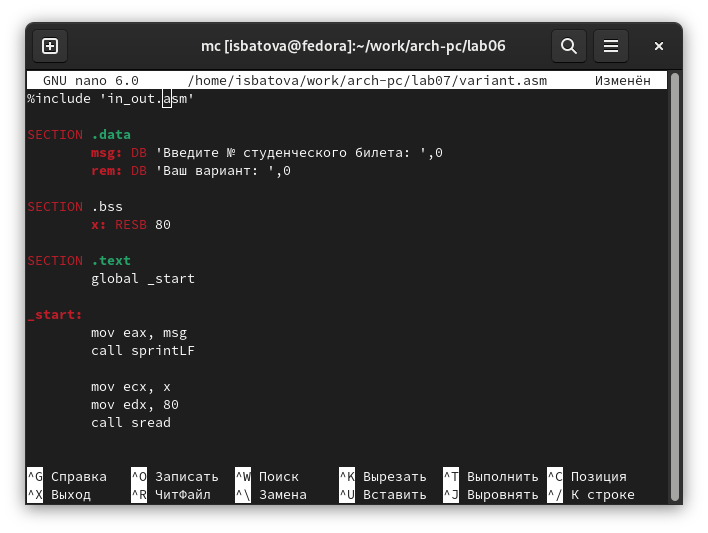 mc [isbatova@fedora]:~/work/arch-pc/lab06
GNU nano 6.0 /home/isbatova/work/arch-pc/lab07/variant.asm Изменён
%include 'in_out.asm'
SECTION .data
msg: DB 'Введите № студенческого билета: ',0
rem: DB 'Ваш вариант: ',0
SECTION .bss
x: RESB 80
SECTION .text
global _start
_start:
mov eax, msg
call sprintLF
mov ecx, x
mov edx, 80
call sread
^G Справка ^O Записать ^W Поиск ^K Вырезать ^T Выполнить ^C Позиция
^X Выход ^R ЧитФайл ^\ Замена ^U Вставить ^J Выровнять ^/ К строке